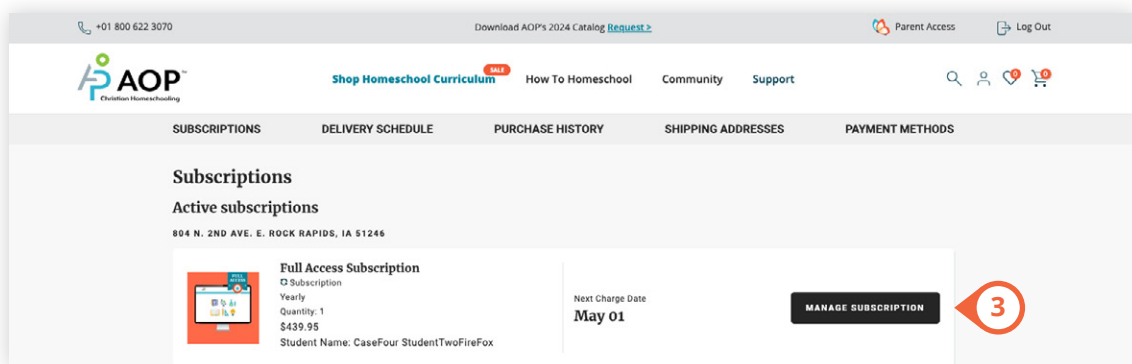 +01 800 622 3070
Download AOP's 2024 Catalog Request >
Parent Access
Log Out
AOP™
Christian Homeschooling
Shop Homeschool Curriculum
SALE
How To Homeschool
Community
Support
0
0
SUBSCRIPTIONS
DELIVERY SCHEDULE
PURCHASE HISTORY
SHIPPING ADDRESSES
PAYMENT METHODS
Subscriptions
Active subscriptions
804 N. 2ND AVE. E. ROCK RAPIDS, IA 51246
FULL ACCESS
Full Access Subscription
Subscription
Yearly
Quantity: 1
$439.95
Student Name: CaseFour StudentTwoFireFox
Next Charge Date
May 01
MANAGE SUBSCRIPTION
3